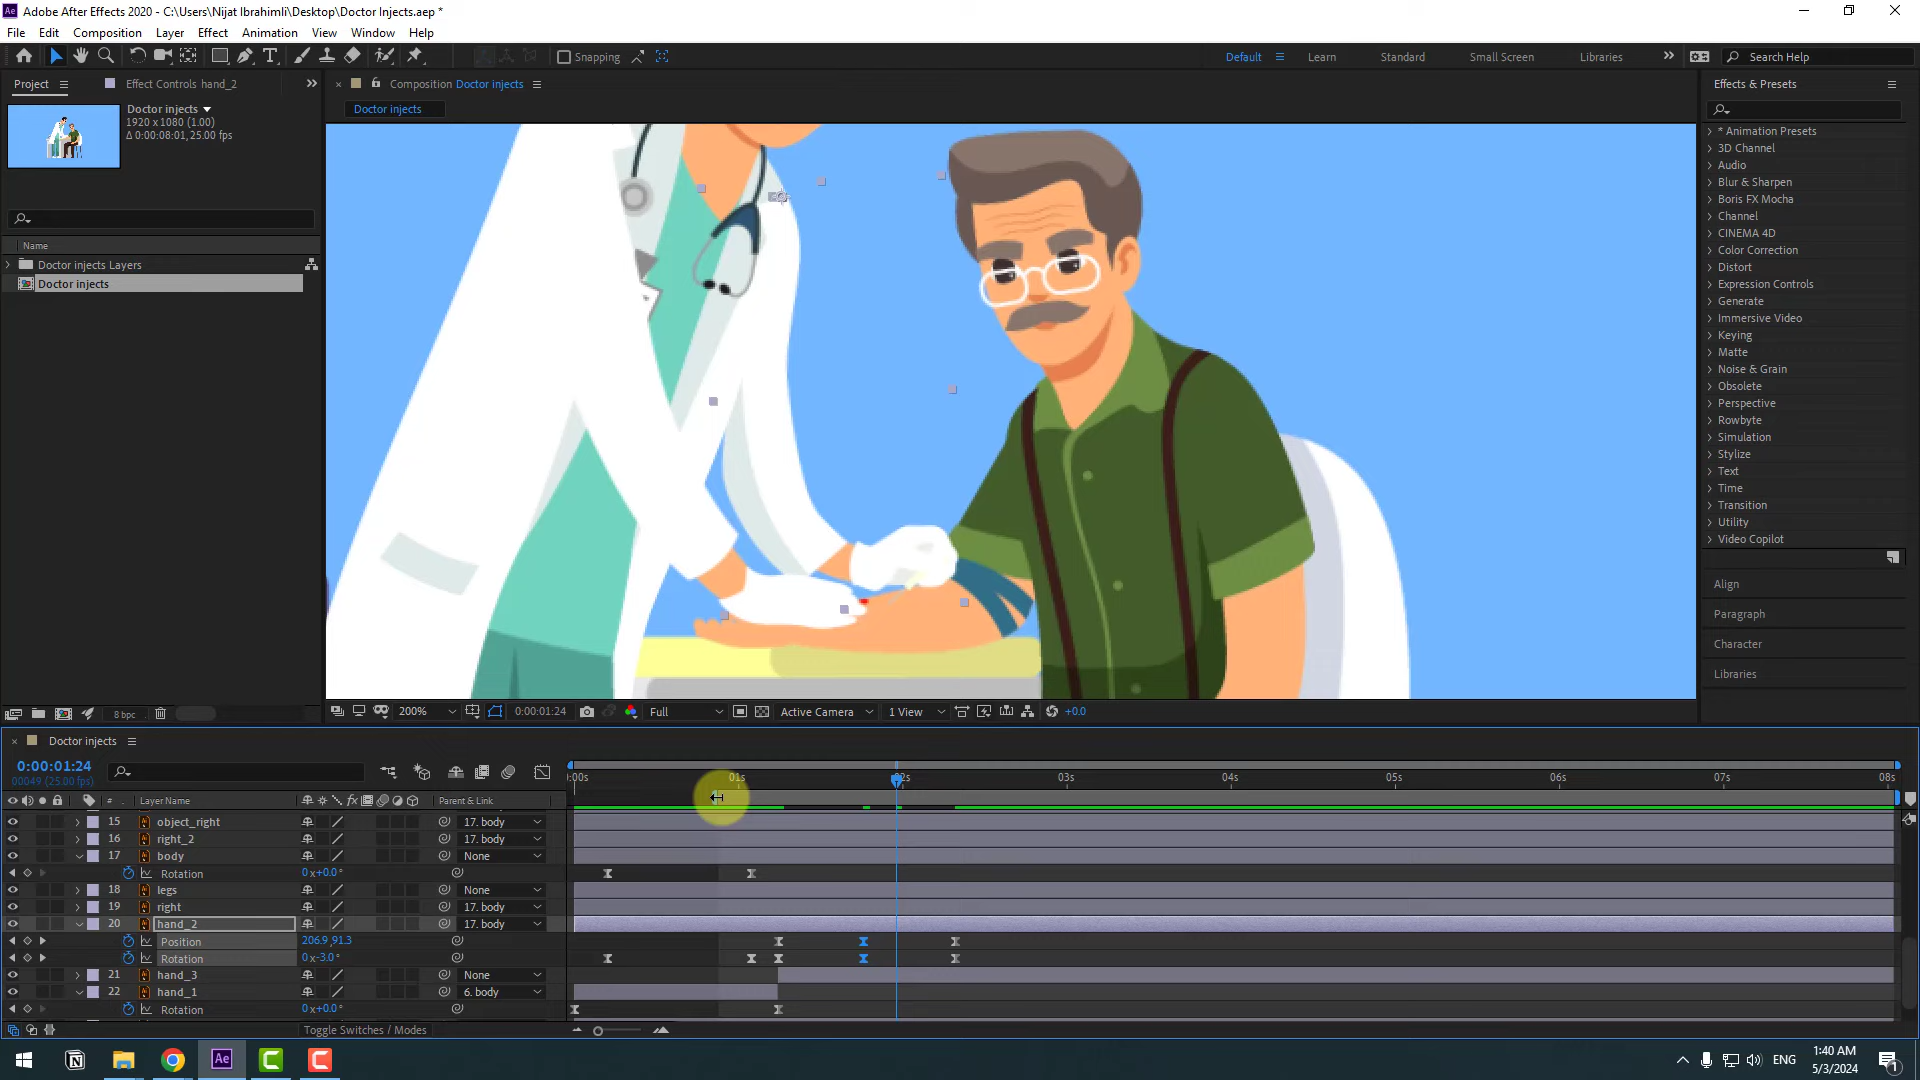 Adobe After Effects 2020 - C:\Users\Nijat Ibrahimli\Desktop\Doctor Injects.aep *
File Edit Composition Layer Effect Animation View Window Help
Snapping Default Learn Standard Small Screen Libraries Search Help
Project Effect Controls hand_2 Composition Doctor injects Effects & Presets
Doctor injects
Doctor injects
1920 x 1080 (1.00)
Δ 0:00:08:01, 25.00 fps
Name
Doctor injects Layers
Doctor injects
* Animation Presets
3D Channel
Audio
Blur & Sharpen
Boris FX Mocha
Channel
CINEMA 4D
Color Correction
Distort
Expression Controls
Generate
Immersive Video
Keying
Matte
Noise & Grain
Obsolete
Perspective
Rowbyte
Simulation
Stylize
Text
Time
Transition
Utility
Video Copilot
Align
Paragraph
Character
Libraries
8 bpc 200% 0:00:01:24 Full Active Camera 1 View +0.0
Doctor injects
0:00:01:24
00049 (25.00 fps)
:00s 01s 02s 03s 04s 05s 06s 07s 08s
# Layer Name fx Parent & Link
15 object_right 17. body
16 right_2 17. body
17 body None
Rotation 0x+0.0°
18 legs None
19 right 17. body
20 hand_2 17. body
Position 206.9,91.3
Rotation 0x-3.0°
21 hand_3 None
22 hand_1 6. body
Rotation 0x+0.0°
Toggle Switches / Modes
Ae ENG 1:40 AM
5/3/2024
1